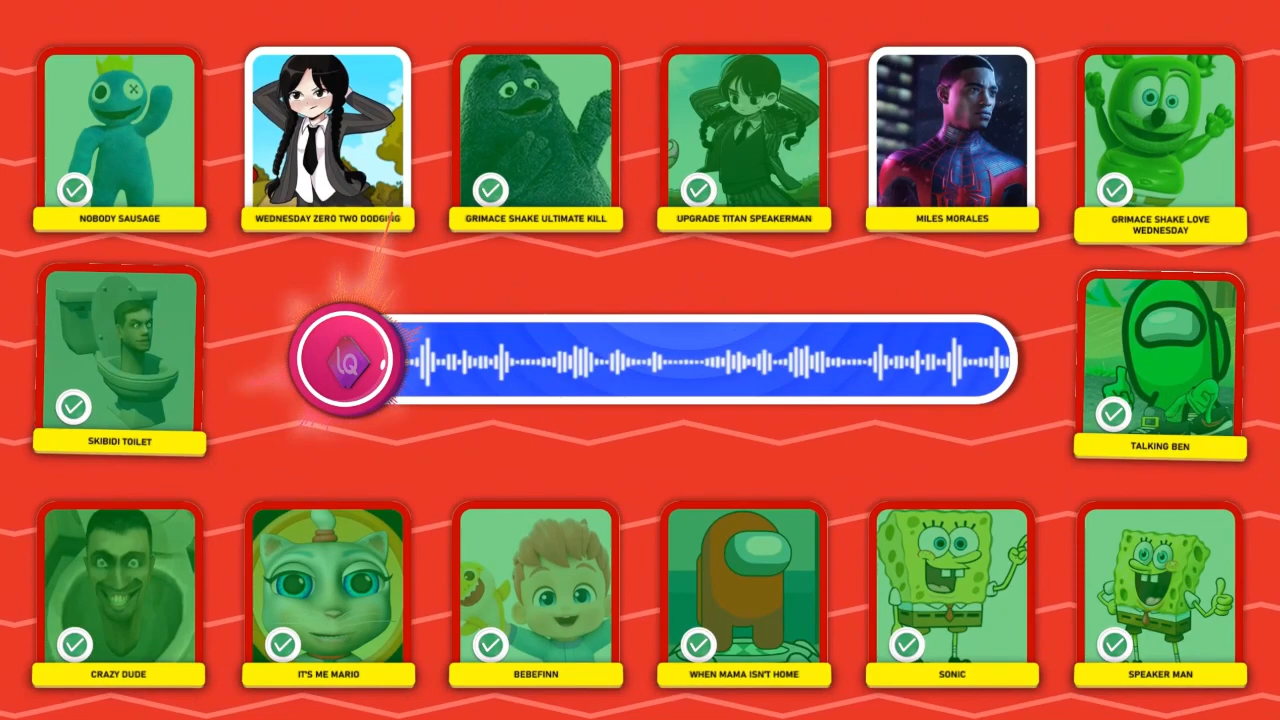 NOBODY SAUSAGE
WEDNESDAY ZERO TWO DODGING
GRIMACE SHAKE ULTIMATE KILL
UPGRADE TITAN SPEAKERMAN
MILES MORALES
GRIMACE SHAKE LOVE
WEDNESDAY
SKIBIDI TOILET
LQ
TALKING BEN
CRAZY DUDE
IT'S ME MARIO
BEBEFINN
WHEN MAMA ISN'T HOME
SONIC
SPEAKER MAN